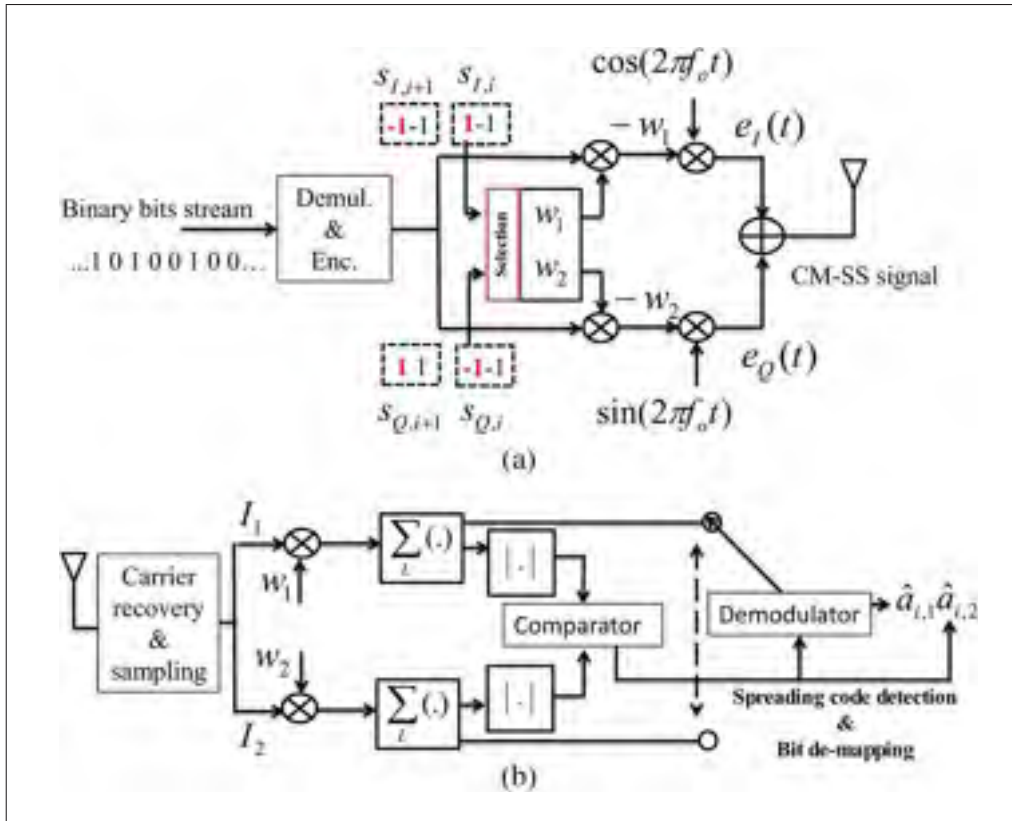 cos(2πf_o t)
s_{I,i+1} s_{I,i}
-1-1 1-1
-w_1 e_I(t)
Binary bits stream
...1 0 1 0 0 1 0 0...
Demul.
&
Enc.
Selection
w_1
w_2
CM-SS signal
-w_2
1 1 -1-1
e_Q(t)
s_{Q,i+1} s_{Q,i}
sin(2πf_o t)
(a)
I_1
∑(.)
L
|.|
w_1
Carrier
recovery
&
sampling
Comparator
Demodulator
â_{i,1} â_{i,2}
w_2
∑(.)
L
|.|
I_2
Spreading code detection
&
Bit de-mapping
(b)